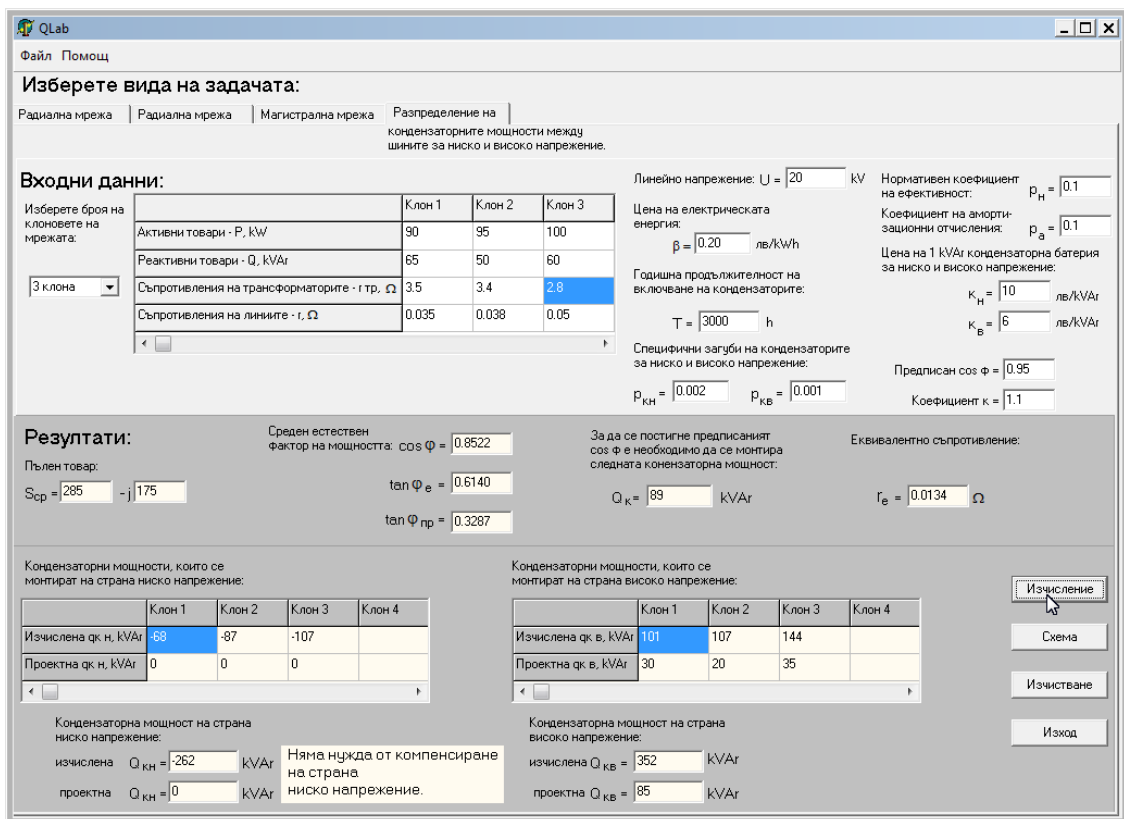 QLab
Файл Помощ
Изберете вида на задачата:
Радиална мрежа Радиална мрежа Магистрална мрежа Разпределение на
кондензаторните мощности между
шините за ниско и високо напрежение.
Входни данни:
Изберете броя на
клоновете на
мрежата:
3 клона
Клон 1 Клон 2 Клон 3
Активни товари - P, kW 90 95 100
Реактивни товари - Q, kVAr 65 50 60
Съпротивления на трансформаторите - r тр, Ω 3.5 3.4 2.8
Съпротивления на линиите - r, Ω 0.035 0.038 0.05
Линейно напрежение: U = 20 kV
Цена на електрическата
енергия:
β = 0.20 лв/kWh
Годишна продължителност на
включване на кондензаторите:
T = 3000 h
Специфични загуби на кондензаторите
за ниско и високо напрежение:
p КН = 0.002 p КВ = 0.001
Нормативен коефициент
на ефективност: p Н = 0.1
Коефициент на аморти-
зационни отчисления: p а = 0.1
Цена на 1 kVAr кондензаторна батерия
за ниско и високо напрежение:
К Н = 10 лв/kVAr
К В = 6 лв/kVAr
Предписан cos φ = 0.95
Коефициент к = 1.1
Резултати:
Пълен товар:
Sср = 285 - j 175
Среден естествен
фактор на мощността: cos φ = 0.8522
tan φ е = 0.6140
tan φ пр = 0.3287
За да се постигне предписаният
cos φ е необходимо да се монтира
следната конензаторна мощност:
Q К = 89 kVAr
Еквивалентно съпротивление:
r е = 0.0134 Ω
Кондензаторни мощности, които се
монтират на страна ниско напрежение:
Клон 1 Клон 2 Клон 3 Клон 4
Изчислена qк н, kVAr -68 -87 -107
Проектна qк н, kVAr 0 0 0
Кондензаторна мощност на страна
ниско напрежение:
изчислена Q КН = -262 kVAr
проектна Q КН = 0 kVAr
Няма нужда от компенсиране
на страна
ниско напрежение.
Кондензаторни мощности, които се
монтират на страна високо напрежение:
Клон 1 Клон 2 Клон 3 Клон 4
Изчислена qк в, kVAr 101 107 144
Проектна qк в, kVAr 30 20 35
Кондензаторна мощност на страна
високо напрежение:
изчислена Q КВ = 352 kVAr
проектна Q КВ = 85 kVAr
Изчисление
Схема
Изчистване
Изход